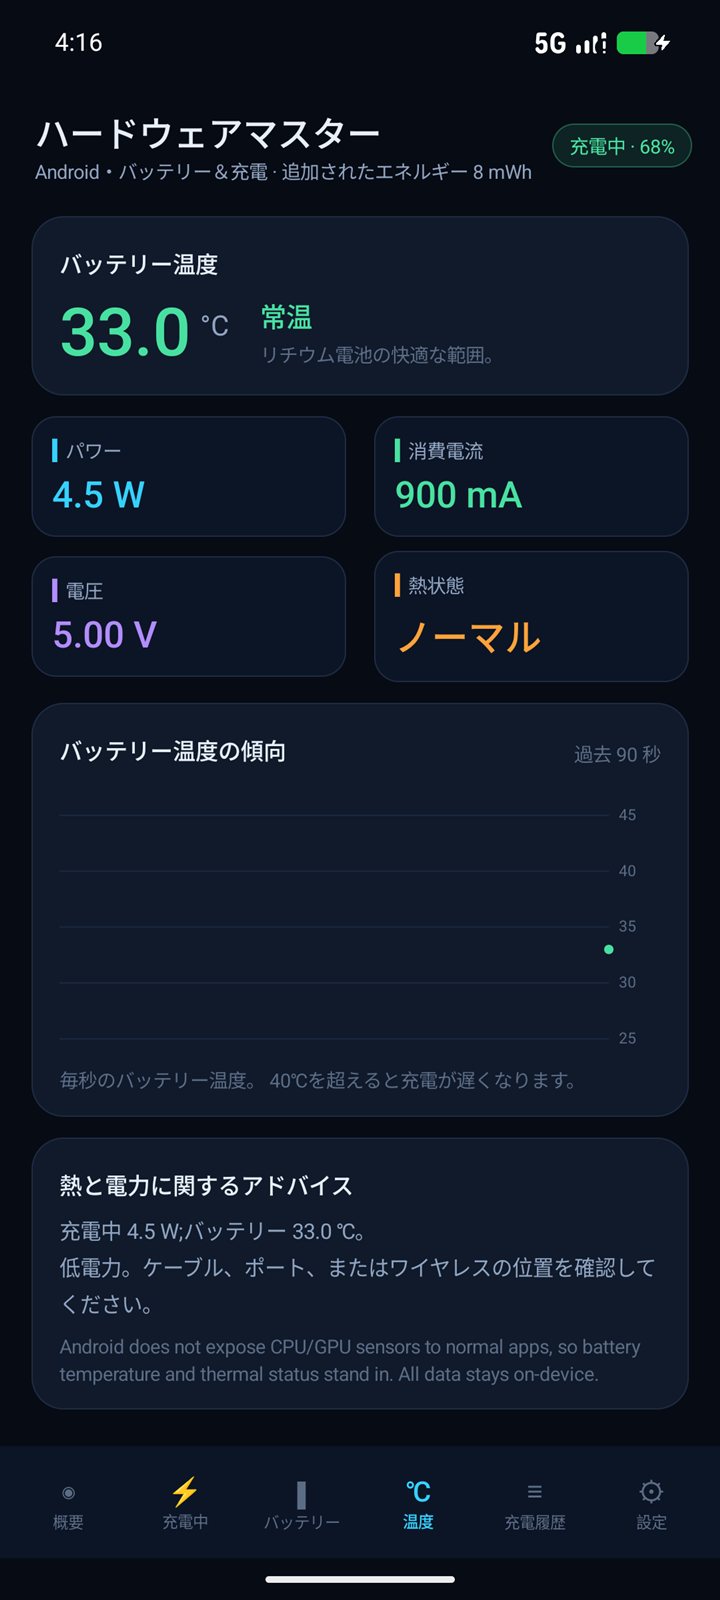 4:16
5G
ハードウェアマスター
Android・バッテリー＆充電 · 追加されたエネルギー 8 mWh
充電中 · 68%
バッテリー温度
33.0 °C
常温
リチウム電池の快適な範囲。
パワー
4.5 W
消費電流
900 mA
電圧
5.00 V
熱状態
ノーマル
バッテリー温度の傾向
過去 90 秒
45
40
35
30
25
毎秒のバッテリー温度。 40℃を超えると充電が遅くなります。
熱と電力に関するアドバイス
充電中 4.5 W;バッテリー 33.0 ℃。
低電力。ケーブル、ポート、またはワイヤレスの位置を確認して
ください。
Android does not expose CPU/GPU sensors to normal apps, so battery
temperature and thermal status stand in. All data stays on-device.
概要
充電中
バッテリー
℃
温度
充電履歴
設定